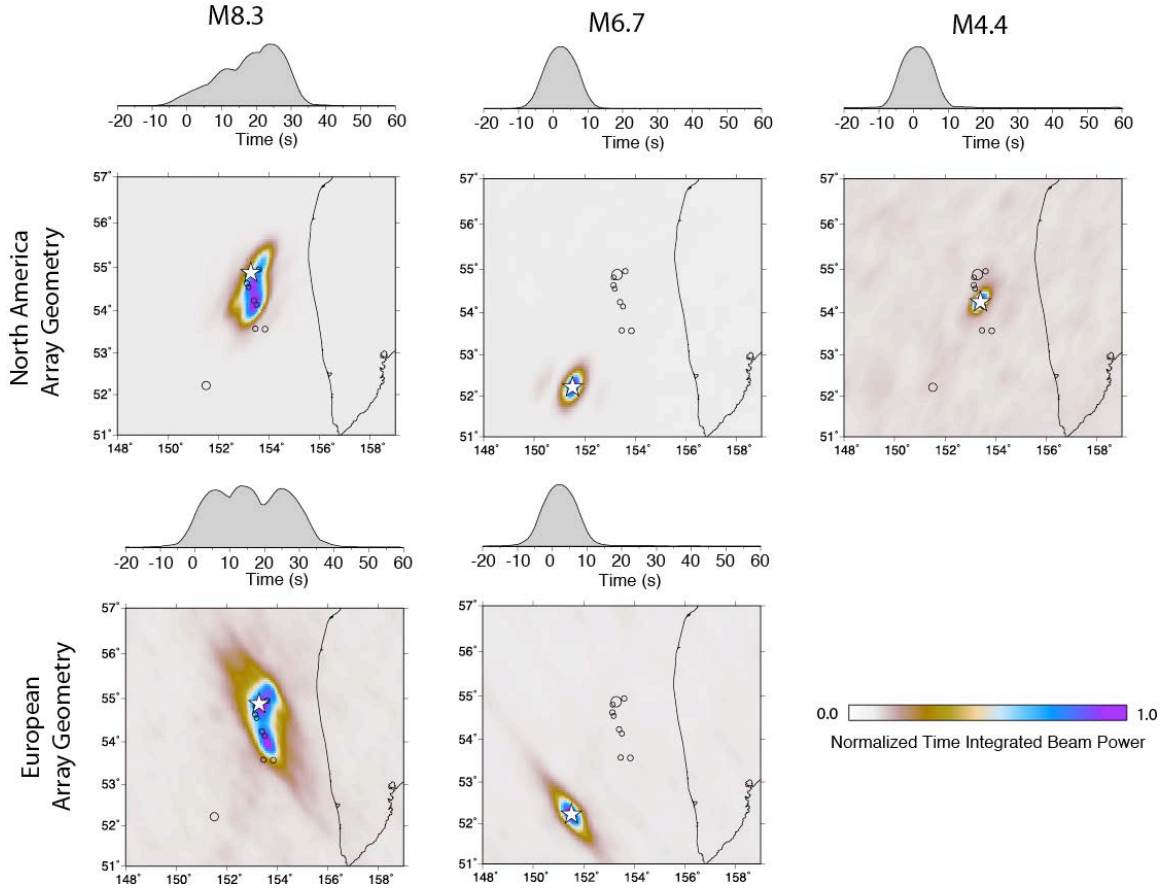 M8.3
M6.7
M4.4
-20 -10 0 10 20 30 40 50 60
Time (s)
-20 -10 0 10 20 30 40 50 60
Time (s)
-20 -10 0 10 20 30 40 50 60
Time (s)
North America
Array Geometry
57˚
56˚
55˚
54˚
53˚
52˚
51˚
148˚ 150˚ 152˚ 154˚ 156˚ 158˚
57˚
56˚
55˚
54˚
53˚
52˚
51˚
148˚ 150˚ 152˚ 154˚ 156˚ 158˚
57˚
56˚
55˚
54˚
53˚
52˚
51˚
148˚ 150˚ 152˚ 154˚ 156˚ 158˚
-20 -10 0 10 20 30 40 50 60
Time (s)
-20 -10 0 10 20 30 40 50 60
Time (s)
European
Array Geometry
57˚
56˚
55˚
54˚
53˚
52˚
51˚
148˚ 150˚ 152˚ 154˚ 156˚ 158˚
57˚
56˚
55˚
54˚
53˚
52˚
51˚
148˚ 150˚ 152˚ 154˚ 156˚ 158˚
0.0 1.0
Normalized Time Integrated Beam Power